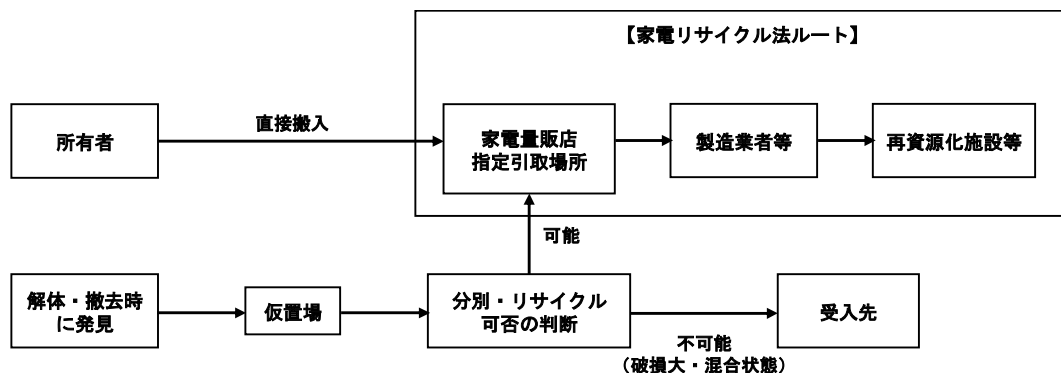 【家電リサイクル法ルート】
所有者
直接搬入
家電量販店
指定引取場所
製造業者等
再資源化施設等
可能
解体・撤去時
に発見
仮置場
分別・リサイクル
可否の判断
不可能
（破損大・混合状態）
受入先